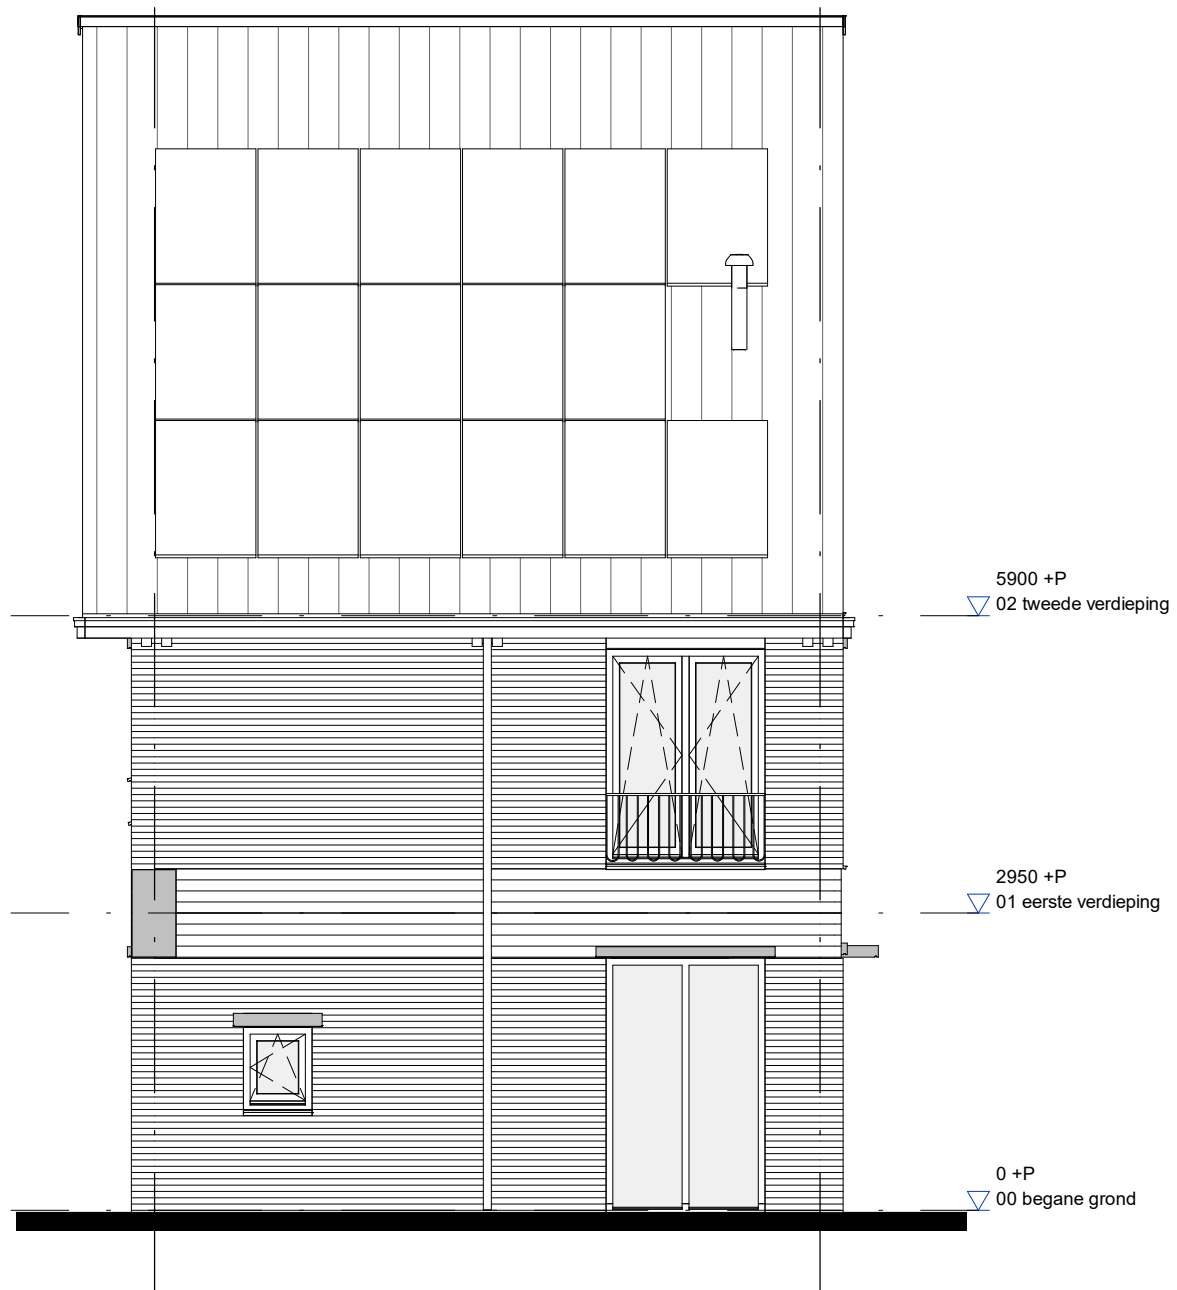 5900 +P
02 tweede verdieping
2950 +P
01 eerste verdieping
0 +P
00 begane grond